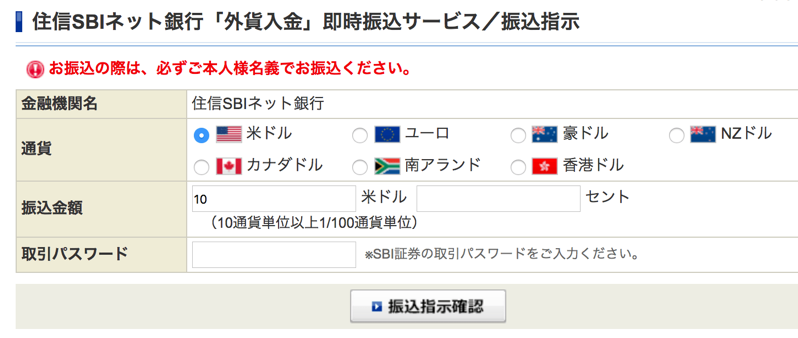 住信SBIネット銀行「外貨入金」即時振込サービス／振込指示
お振込の際は、必ずご本人様名義でお振込ください。
金融機関名 住信SBIネット銀行
通貨 米ドル ユーロ 豪ドル NZドル
カナダドル 南アランド 香港ドル
振込金額 10 米ドル セント
（10通貨単位以上1/100通貨単位）
取引パスワード ※SBI証券の取引パスワードをご入力ください。
振込指示確認